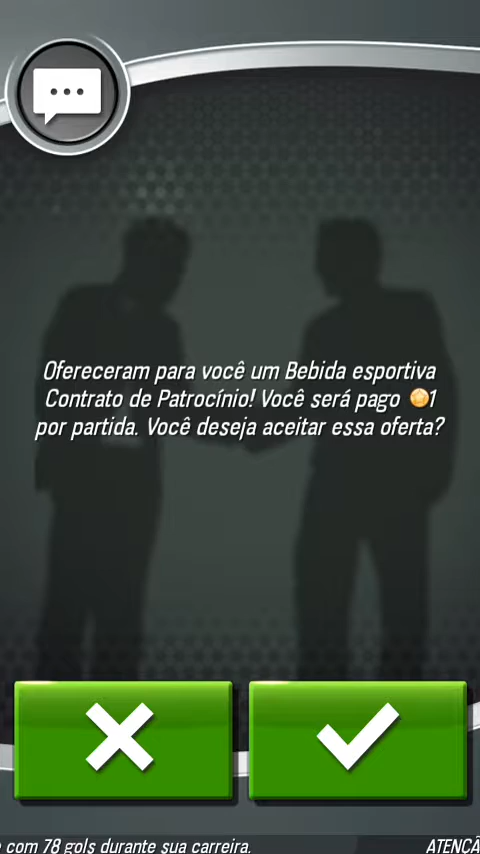 Ofereceram para você um Bebida esportiva
Contrato de Patrocínio! Você será pago 1
por partida. Você deseja aceitar essa oferta?
com 78 gols durante sua carreira.